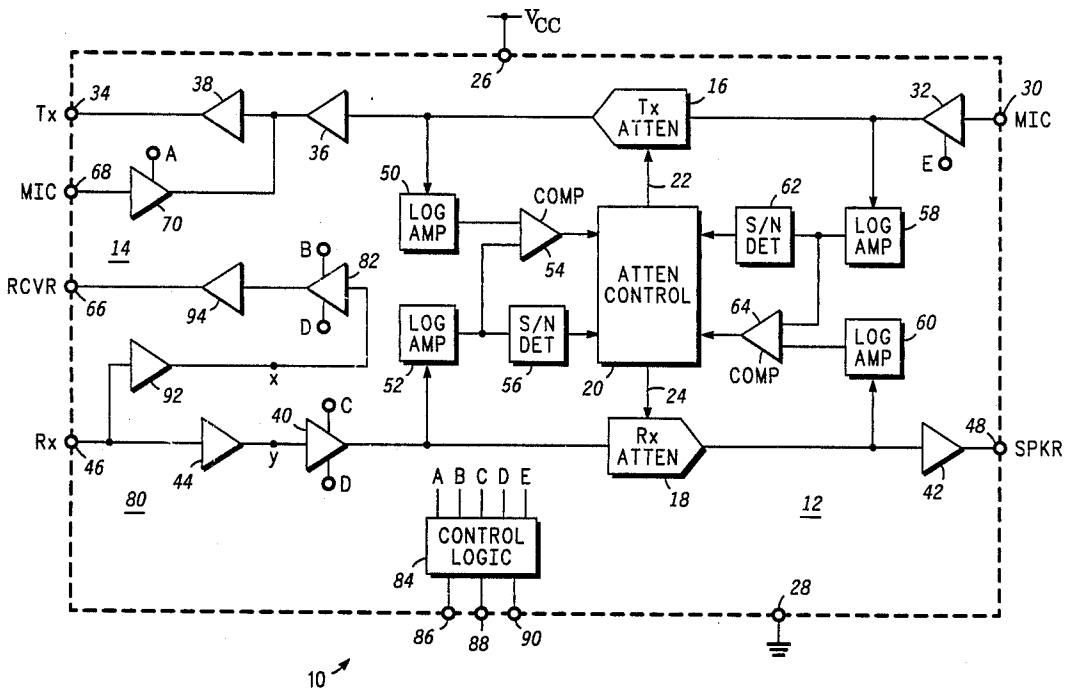 VCC
26
Tx
34
38
36
16
Tx
ATTEN
32
30
MIC
E
A
MIC
68
70
14
22
50
LOG
AMP
COMP
54
ATTEN
CONTROL
62
S/N
DET
LOG
AMP
58
B
82
RCVR
66
94
D
52
LOG
AMP
S/N
DET
56
20
64
COMP
LOG
AMP
60
92
x
24
Rx
46
44
y
40
C
D
Rx
ATTEN
18
42
48
SPKR
80
12
A B C D E
CONTROL
LOGIC
84
86
88
90
28
10